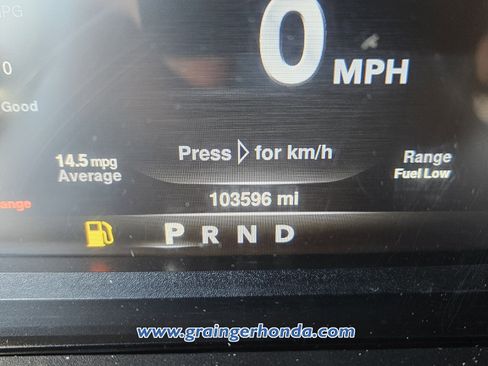 MPG
0
0 MPH
Good
Press ▷ for km/h
14.5 mpg
Average
Range
Fuel Low
103596 mi
P R N D
www.graingerhonda.com